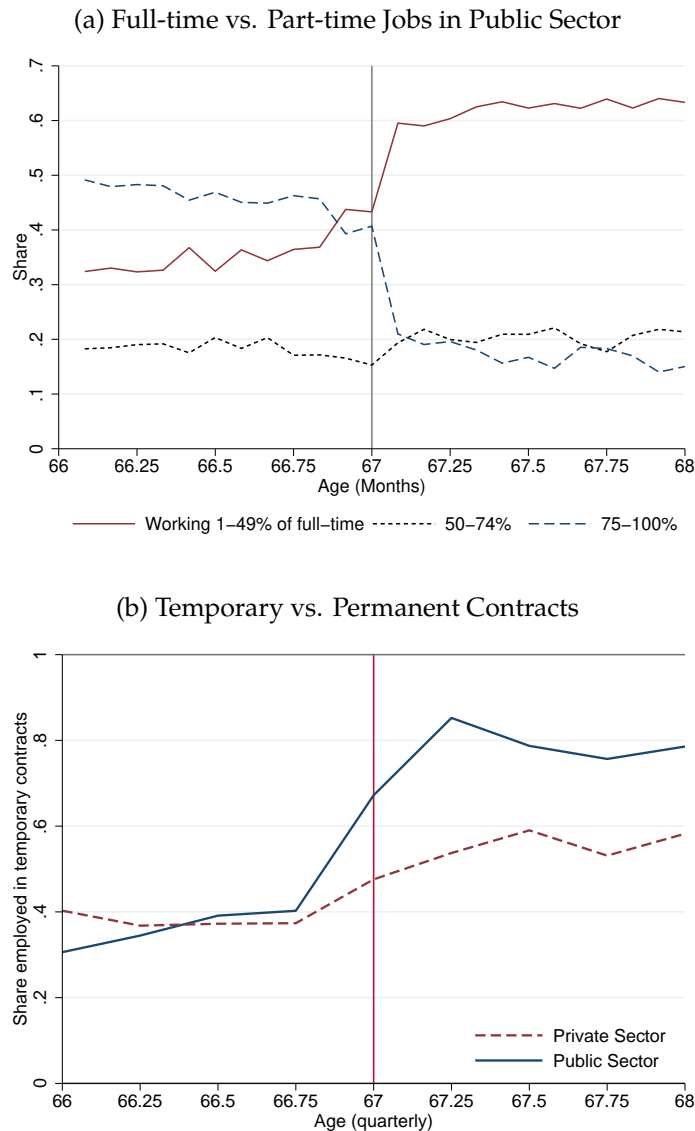 (a) Full-time vs. Part-time Jobs in Public Sector
.7
.6
.5
.4
.3
.2
.1
0
Share
66 66.25 66.5 66.75 67 67.25 67.5 67.75 68
Age (Months)
Working 1–49% of full-time 50–74% 75–100%
(b) Temporary vs. Permanent Contracts
1
.8
.6
.4
.2
0
Share employed in temporary contracts
Private Sector
Public Sector
66 66.25 66.5 66.75 67 67.25 67.5 67.75 68
Age (quarterly)